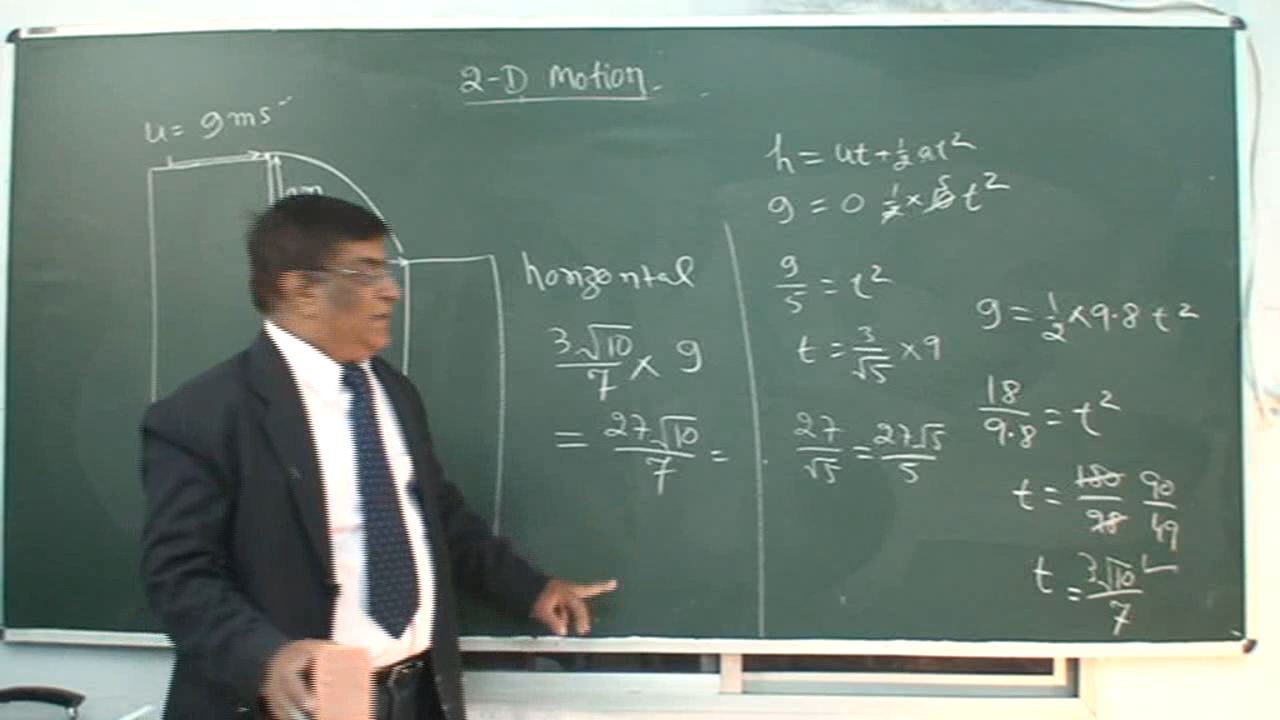 2-D Motion.
u = 9 ms⁻
horizontal
3√10/7 × 9
= 27√10/7 =
h = ut + ½ at²
9 = 0 ½ × 5 t²
9/5 = t²
t = 3/√5 × 9
27/√5 = 27√5/5
9 = ½ × 9.8 t²
18/9.8 = t²
t = 180/98 90/49
t = 3√10/7